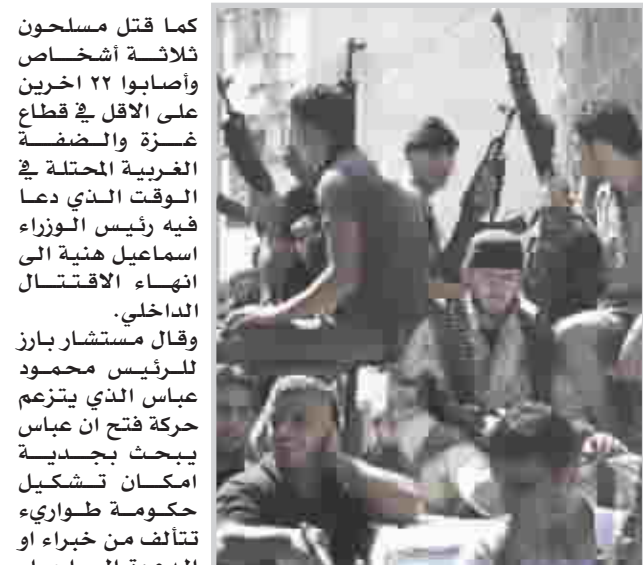 كما قتل مسلحون
ثلاثة أشخاص
وأصابوا ٢٢ اخرين
على الاقل في قطاع
غزة والضفة
الغربية المحتلة في
الوقت الذي دعا
فيه رئيس الوزراء
اسماعيل هنية الى
انهاء الاقتتال
الداخلي.
وقال مستشار بارز
للرئيس محمود
عباس الذي يتزعم
حركة فتح ان عباس
يبحث بجدية
امكان تشكيل
حكومة طواريء
تتألف من خبراء او